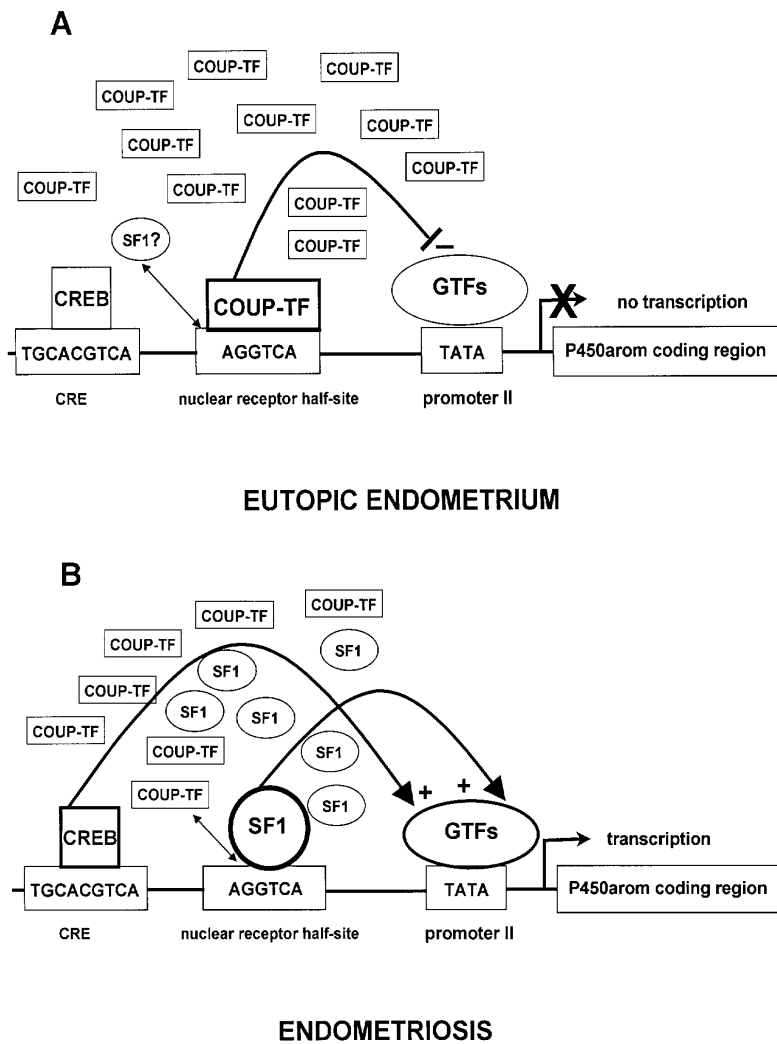 A
COUP-TF
COUP-TF
COUP-TF
COUP-TF
COUP-TF
COUP-TF
COUP-TF
COUP-TF
COUP-TF
COUP-TF
COUP-TF
SF1?
COUP-TF
CREB
COUP-TF
GTFs
–
no transcription
TGCACGTCA
AGGTCA
TATA
P450arom coding region
CRE
nuclear receptor half-site
promoter II
EUTOPIC ENDOMETRIUM
B
COUP-TF
COUP-TF
COUP-TF
SF1
SF1
COUP-TF
SF1
SF1
COUP-TF
COUP-TF
SF1
COUP-TF
SF1
+
+
CREB
SF1
GTFs
transcription
TGCACGTCA
AGGTCA
TATA
P450arom coding region
CRE
nuclear receptor half-site
promoter II
ENDOMETRIOSIS